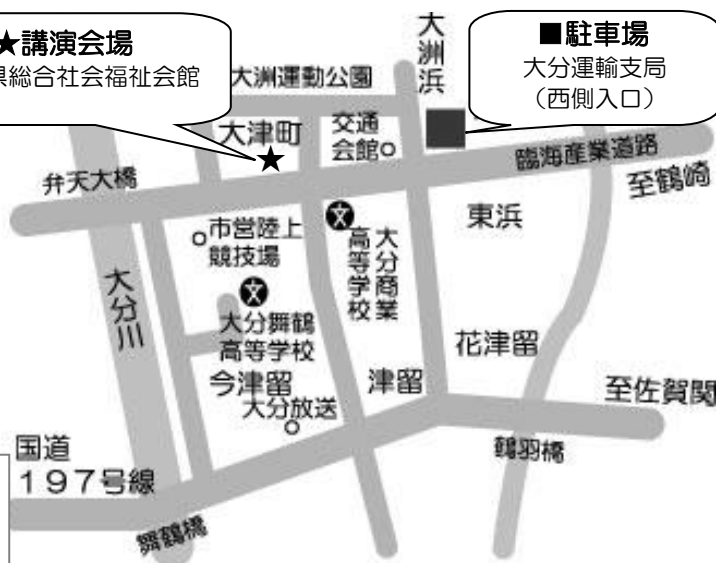 ★講演会場
県総合社会福祉会館
■駐車場
大分運輸支局
（西側入口）
大洲浜
大洲運動公園
大津町
交通
会館
★
臨海産業道路
至鶴崎
弁天大橋
市営陸上
競技場
文
大分商業
高等学校
東浜
大分川
文
大分舞鶴
高等学校
花津留
今津留
津留
大分放送
至佐賀関
鶴羽橋
国道
197号線
舞鶴橋